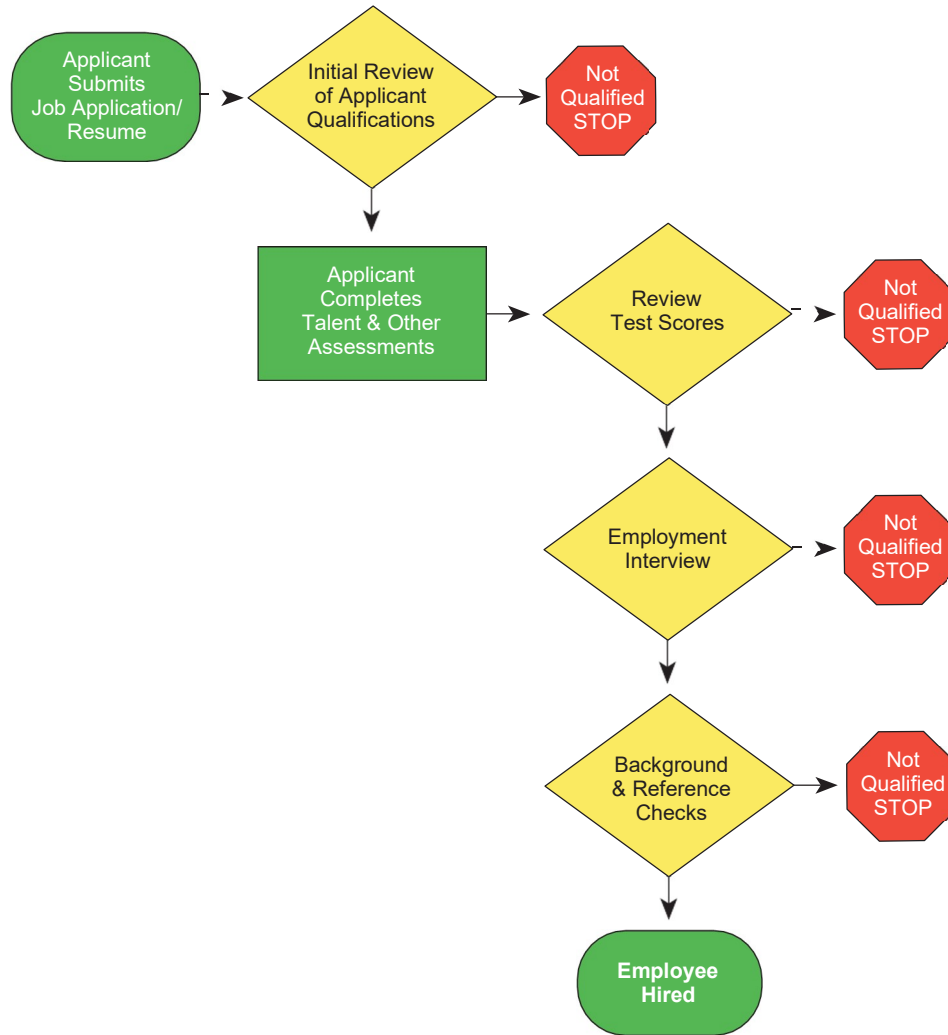 Applicant
Submits
Job Application/
Resume
Initial Review
of Applicant
Qualifications
Not
Qualified
STOP
Applicant
Completes
Talent & Other
Assessments
Review
Test Scores
Not
Qualified
STOP
Employment
Interview
Not
Qualified
STOP
Background
& Reference
Checks
Not
Qualified
STOP
Employee
Hired